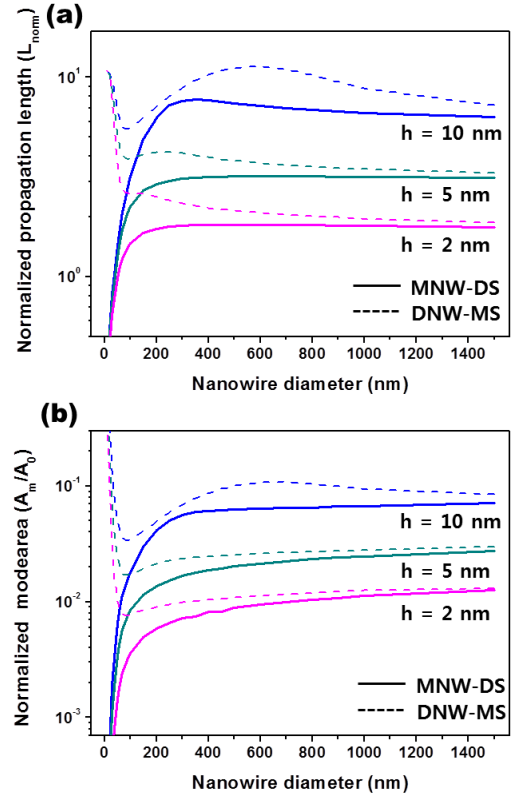 (a)
Normalized propagation length (Lnorm)
10¹
10⁰
h = 10 nm
h = 5 nm
h = 2 nm
MNW-DS
DNW-MS
0 200 400 600 800 1000 1200 1400
Nanowire diameter (nm)
(b)
Normalized modearea (Am/A0)
10⁻¹
10⁻²
10⁻³
h = 10 nm
h = 5 nm
h = 2 nm
MNW-DS
DNW-MS
0 200 400 600 800 1000 1200 1400
Nanowire diameter (nm)